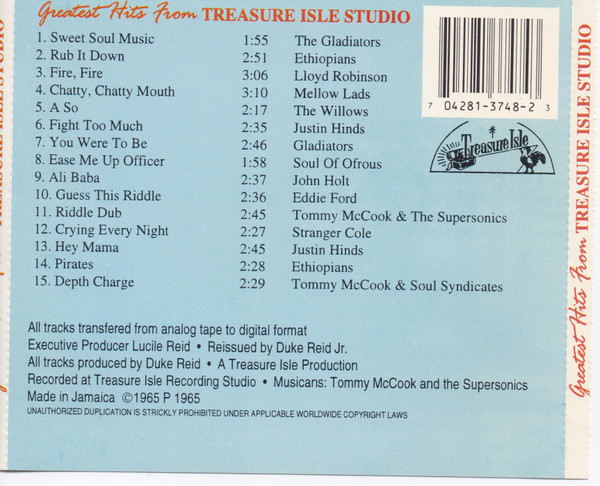 Greatest Hits From TREASURE ISLE STUDIO
1. Sweet Soul Music 1:55 The Gladiators
2. Rub It Down 2:51 Ethiopians
3. Fire, Fire 3:06 Lloyd Robinson
4. Chatty, Chatty Mouth 3:10 Mellow Lads
5. A So 2:17 The Willows
6. Fight Too Much 2:35 Justin Hinds
7. You Were To Be 2:46 Gladiators
8. Ease Me Up Officer 1:58 Soul Of Ofrous
9. Ali Baba 2:37 John Holt
10. Guess This Riddle 2:36 Eddie Ford
11. Riddle Dub 2:45 Tommy McCook & The Supersonics
12. Crying Every Night 2:27 Stranger Cole
13. Hey Mama 2:45 Justin Hinds
14. Pirates 2:28 Ethiopians
15. Depth Charge 2:29 Tommy McCook & Soul Syndicates
7 04281-3748-2 3
Treasure Isle
All tracks transfered from analog tape to digital format
Executive Producer Lucile Reid • Reissued by Duke Reid Jr.
All tracks produced by Duke Reid • A Treasure Isle Production
Recorded at Treasure Isle Recording Studio • Musicans: Tommy McCook and the Supersonics
Made in Jamaica ©1965 P 1965
UNAUTHORIZED DUPLICATION IS STRICTLY PROHIBITED UNDER APPLICABLE WORLDWIDE COPYRIGHT LAWS
Greatest Hits From TREASURE ISLE STUDIO
TREASURE ISLE STUDIO